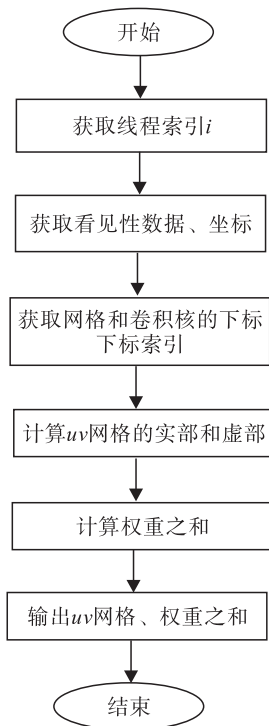 开始
获取线程索引i
获取看见性数据、坐标
获取网格和卷积核的下标
下标索引
计算uv网格的实部和虚部
计算权重之和
输出uv网格、权重之和
结束